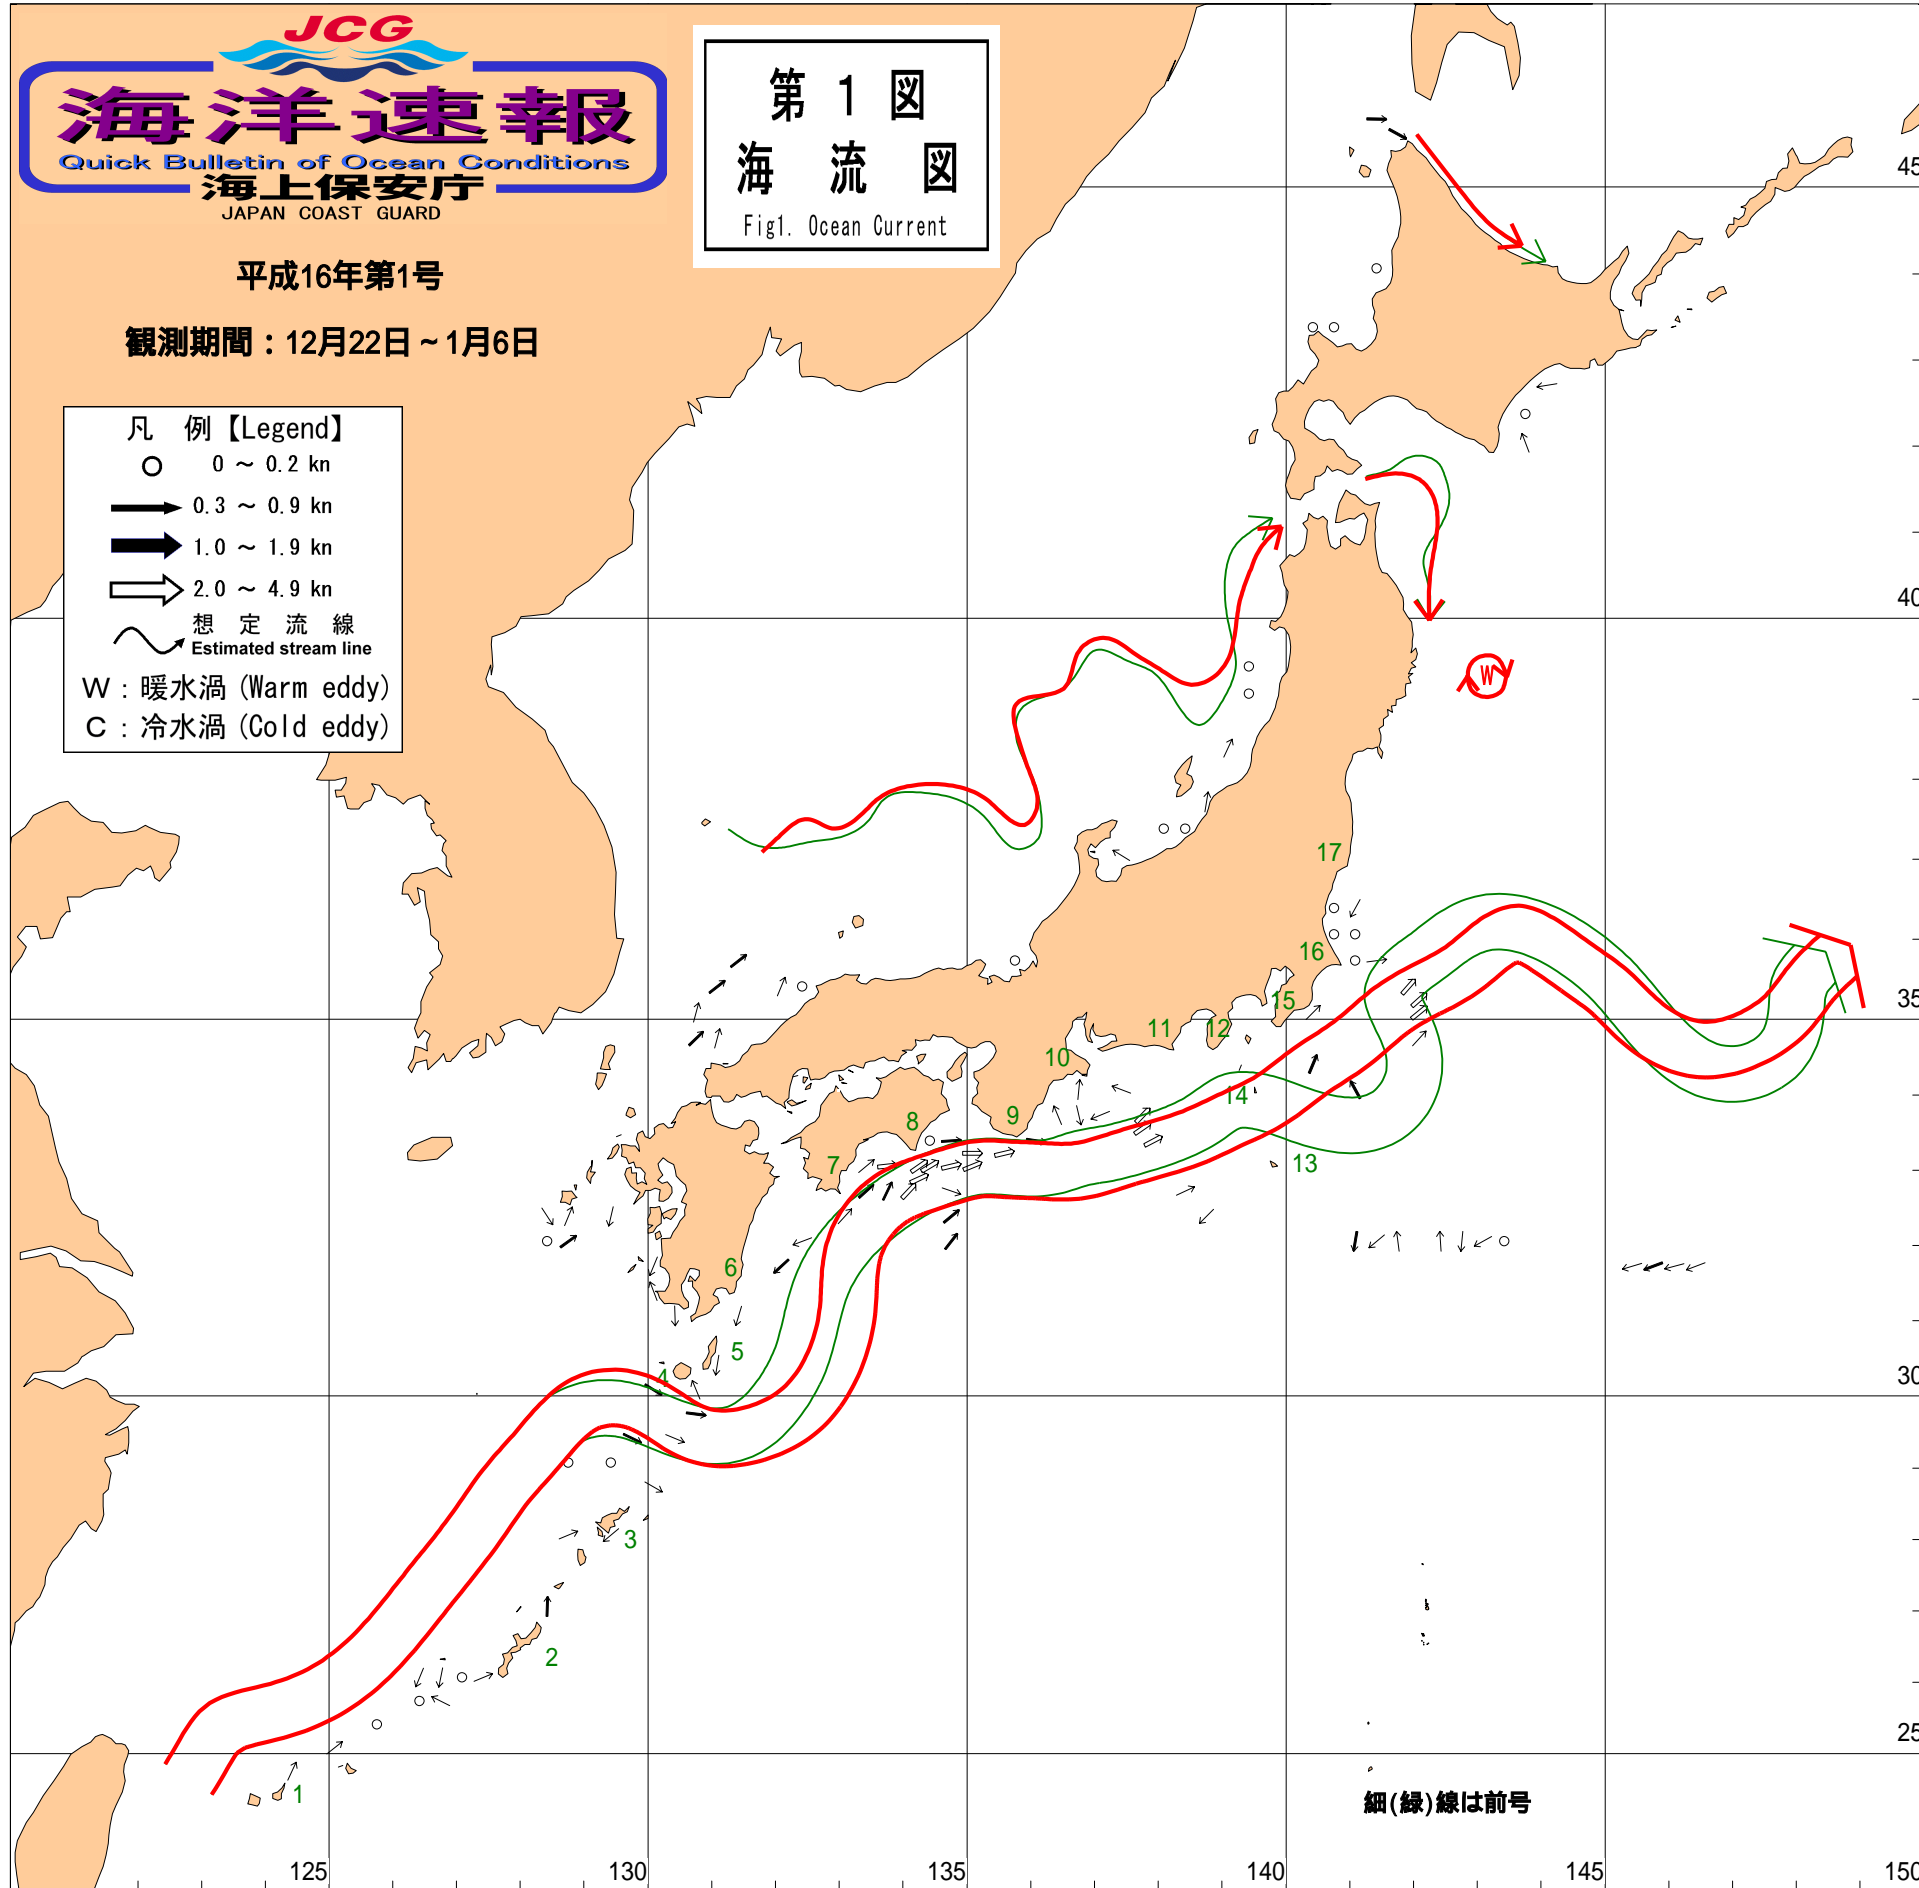 JCG
海洋速報
Quick Bulletin of Ocean Conditions
海上保安庁
JAPAN COAST GUARD
平成16年第1号
観測期間：12月22日～1月6日
第 1 図
海 流 図
Fig1. Ocean Current
凡 例【Legend】
0 ～ 0.2 kn
0.3 ～ 0.9 kn
1.0 ～ 1.9 kn
2.0 ～ 4.9 kn
想 定 流 線
Estimated stream line
W：暖水渦(Warm eddy)
C：冷水渦(Cold eddy)
45
40
W
17
16
35
15
12
11
10
14
9
8
13
7
6
5
4
30
3
2
25
1
細(緑)線は前号
125
130
135
140
145
150